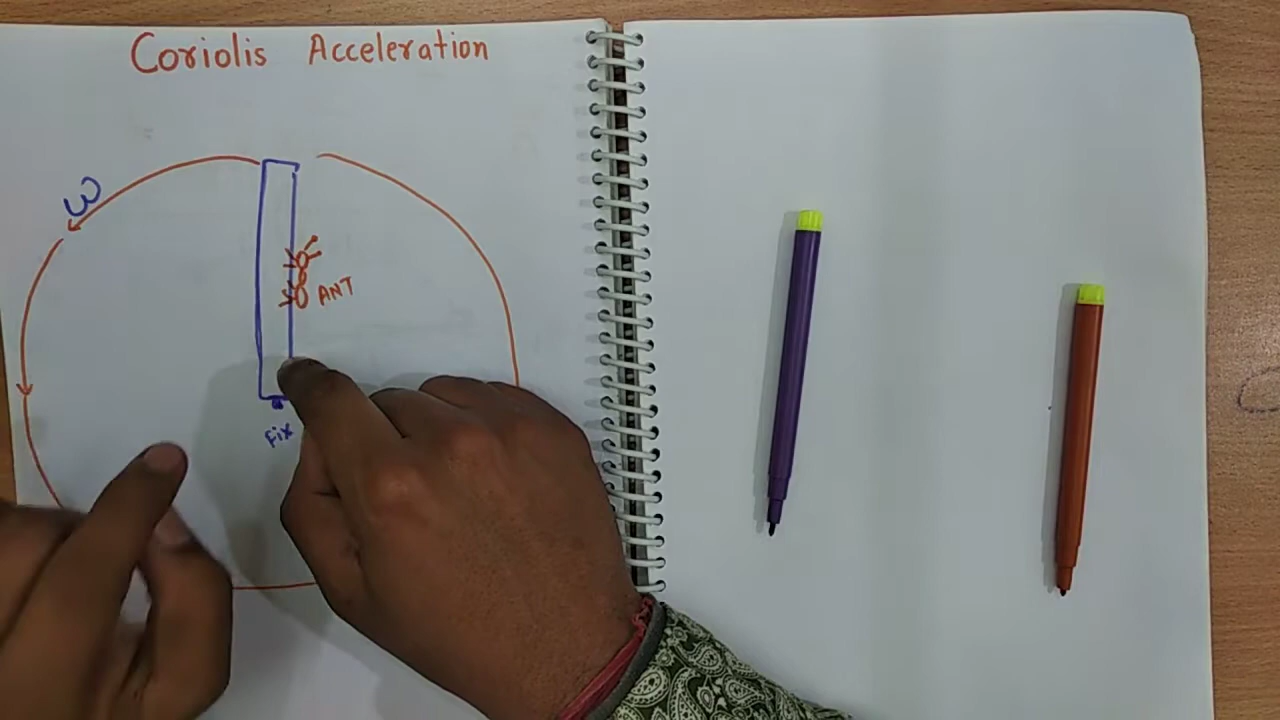 Coriolis Acceleration
ω
ANT
Fix